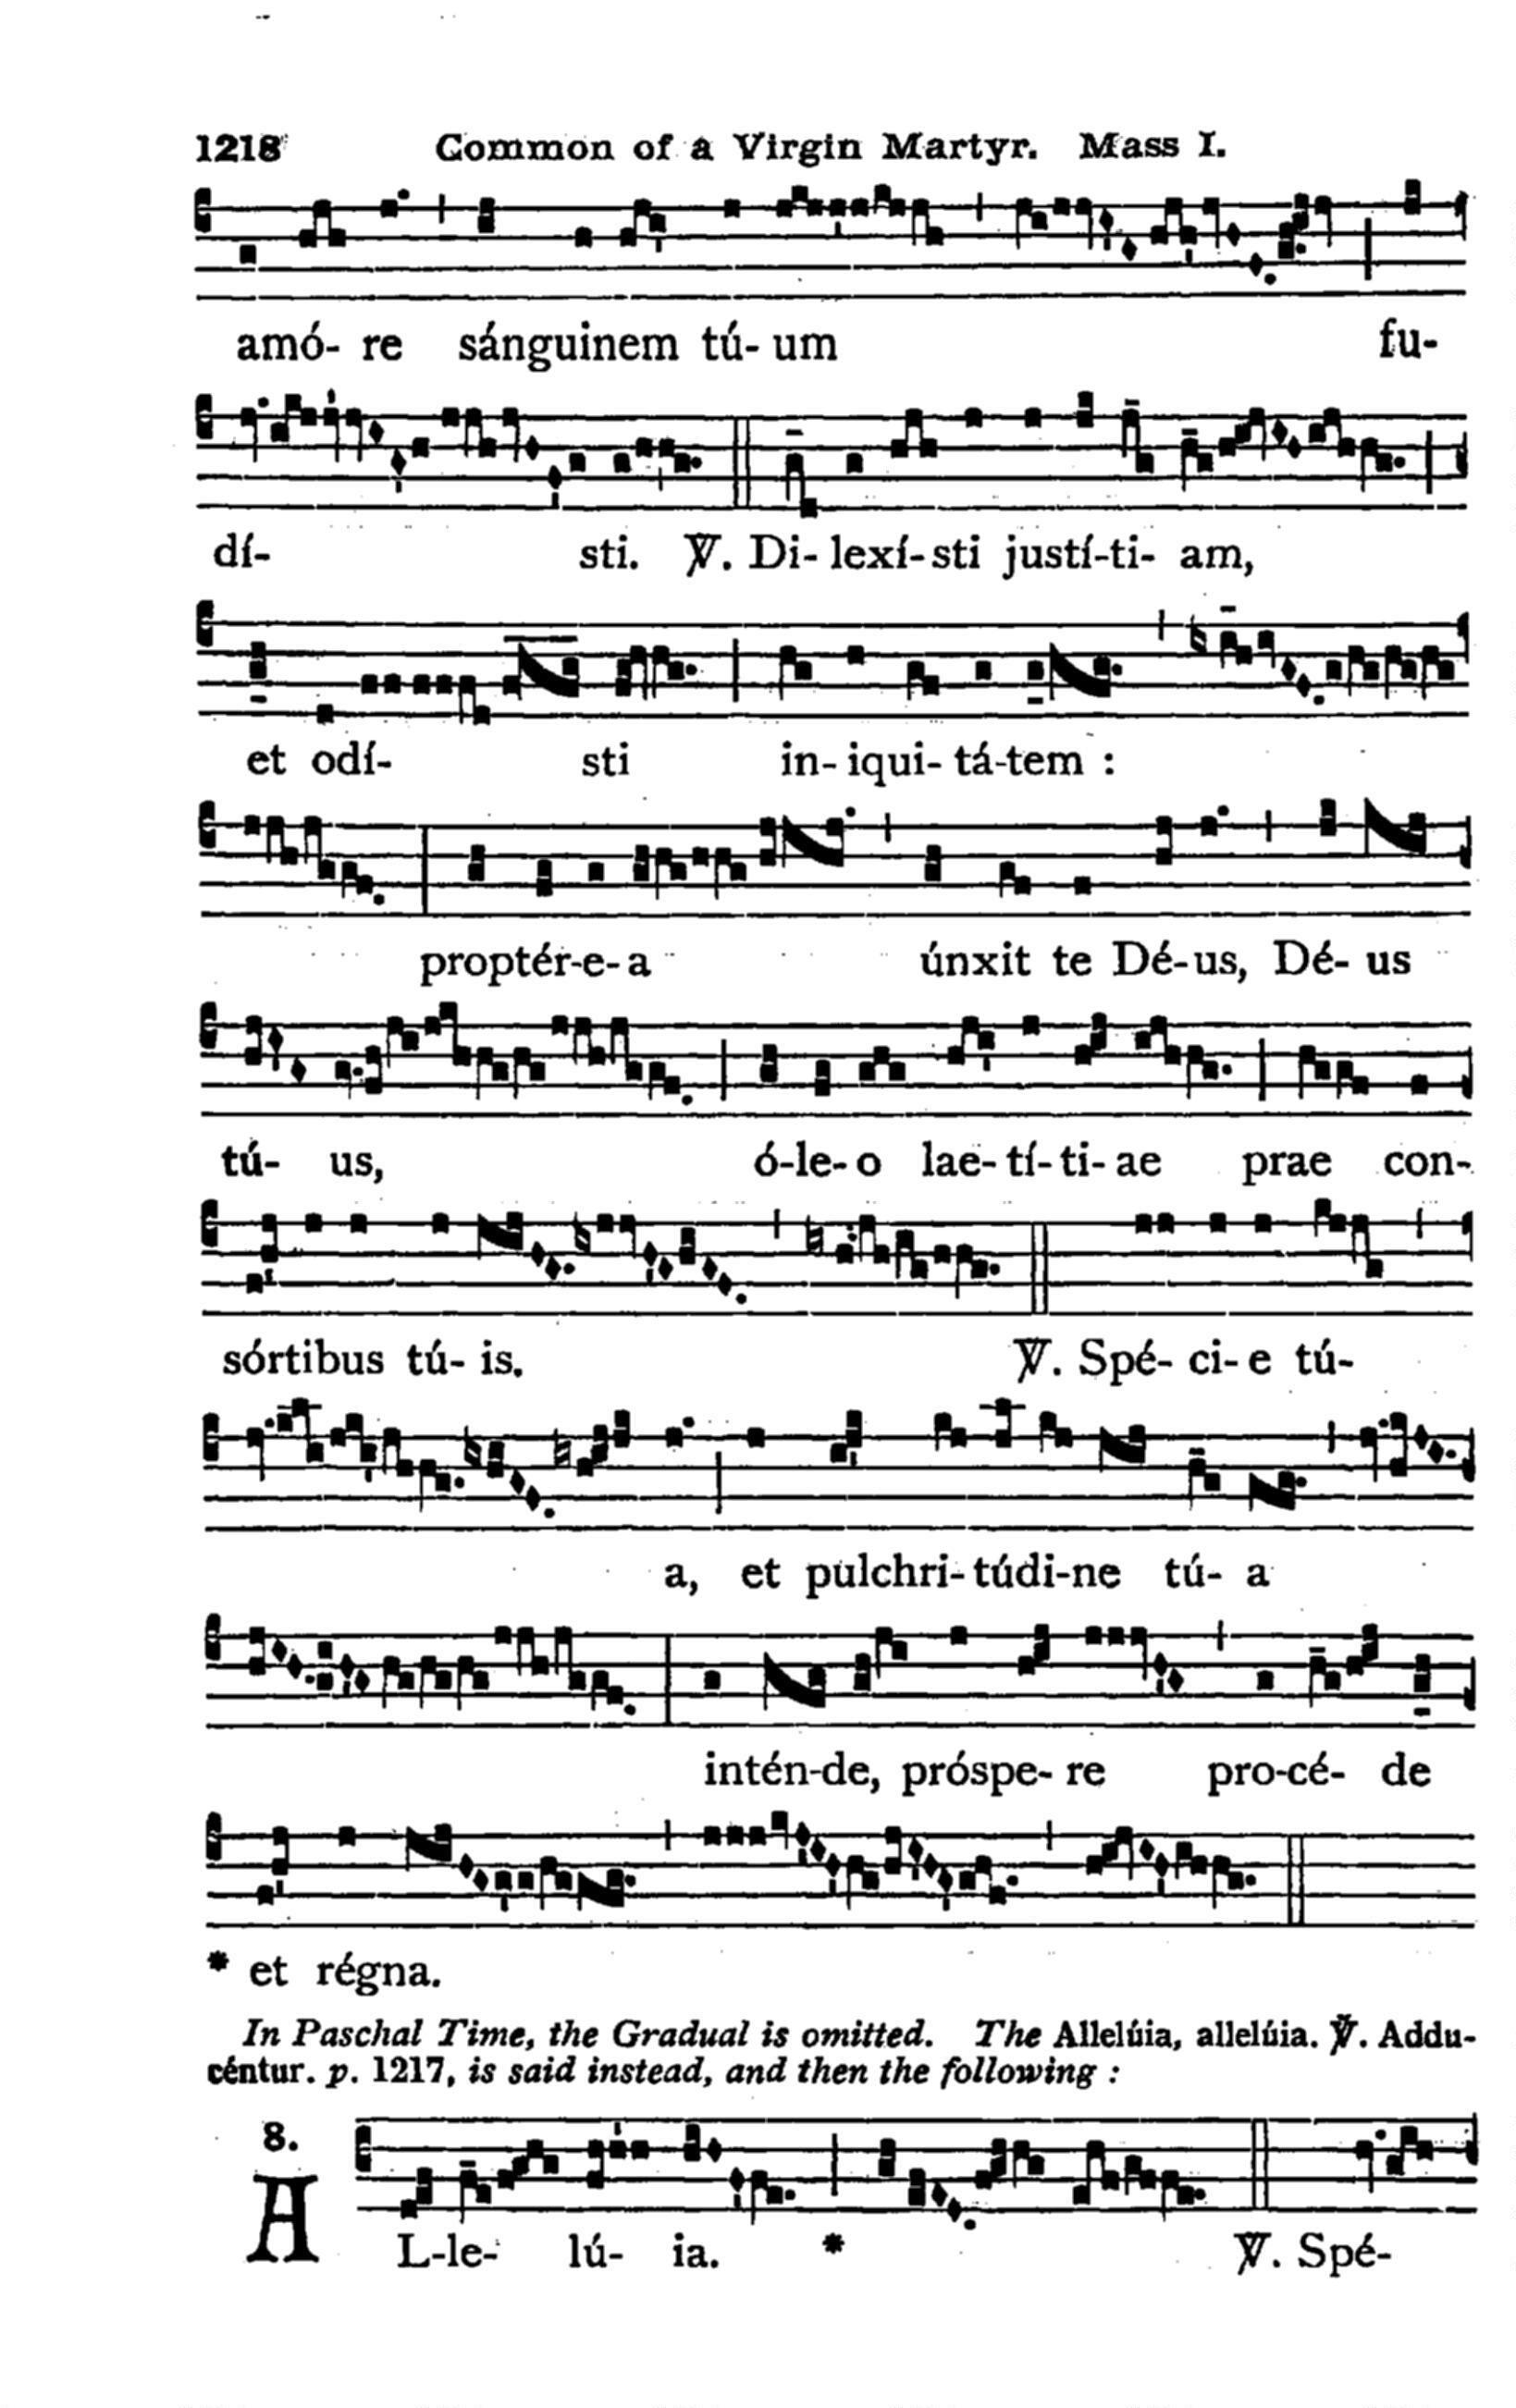 1218 Common of a Virgin Martyr. Mass I.
amó- re sánguinem tú- um fu-
dí- sti. ℣. Di- lexí- sti justí-ti- am,
et odí- sti in- iqui- tá-tem :
proptér-e- a únxit te Dé-us, Dé- us
tú- us, ó-le- o lae- tí- ti- ae prae con-
sórtibus tú- is. ℣. Spé- ci- e tú-
a, et pulchri- túdi-ne tú- a
intén-de, próspe- re pro-cé- de
* et régna.
In Paschal Time, the Gradual is omitted. The Allelúia, allelúia. ℣. Addu-
céntur. p. 1217, is said instead, and then the following :
8.
AL-le- lú- ia. * ℣. Spé-